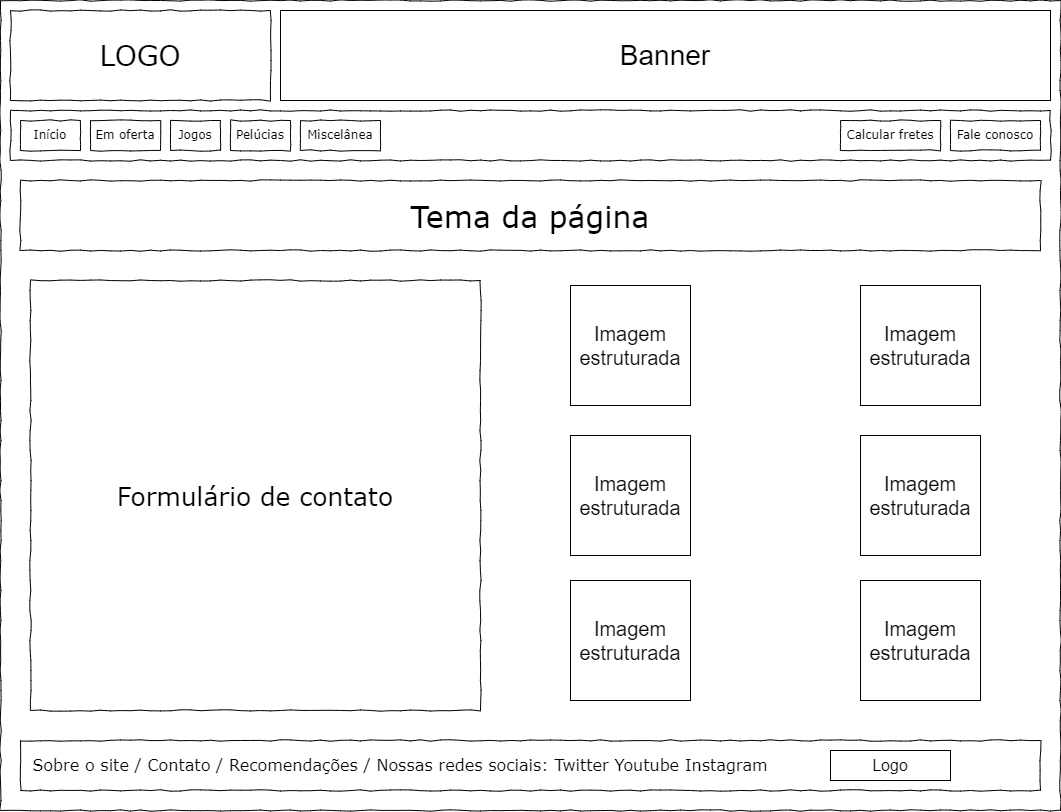 LOGO
Banner
Início
Em oferta
Jogos
Pelúcias
Miscelânea
Calcular fretes
Fale conosco
Tema da página
Formulário de contato
Imagem
estruturada
Imagem
estruturada
Imagem
estruturada
Imagem
estruturada
Imagem
estruturada
Imagem
estruturada
Sobre o site / Contato / Recomendações / Nossas redes sociais: Twitter Youtube Instagram
Logo